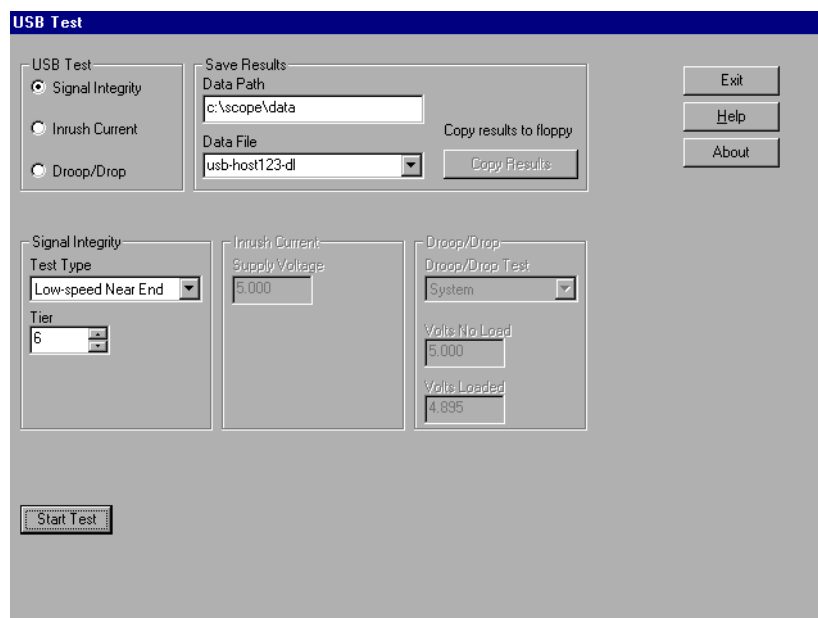 USB Test
USB Test
Signal Integrity
Inrush Current
Droop/Drop
Save Results
Data Path
c:\scope\data
Data File
usb-host123-dl
Copy results to floppy
Copy Results
Exit
Help
About
Signal Integrity
Test Type
Low-speed Near End
Tier
6
Inrush Current
Supply Voltage
5.000
Droop/Drop
Droop/Drop Test
System
Volts No Load
5.000
Volts Loaded
4.895
Start Test